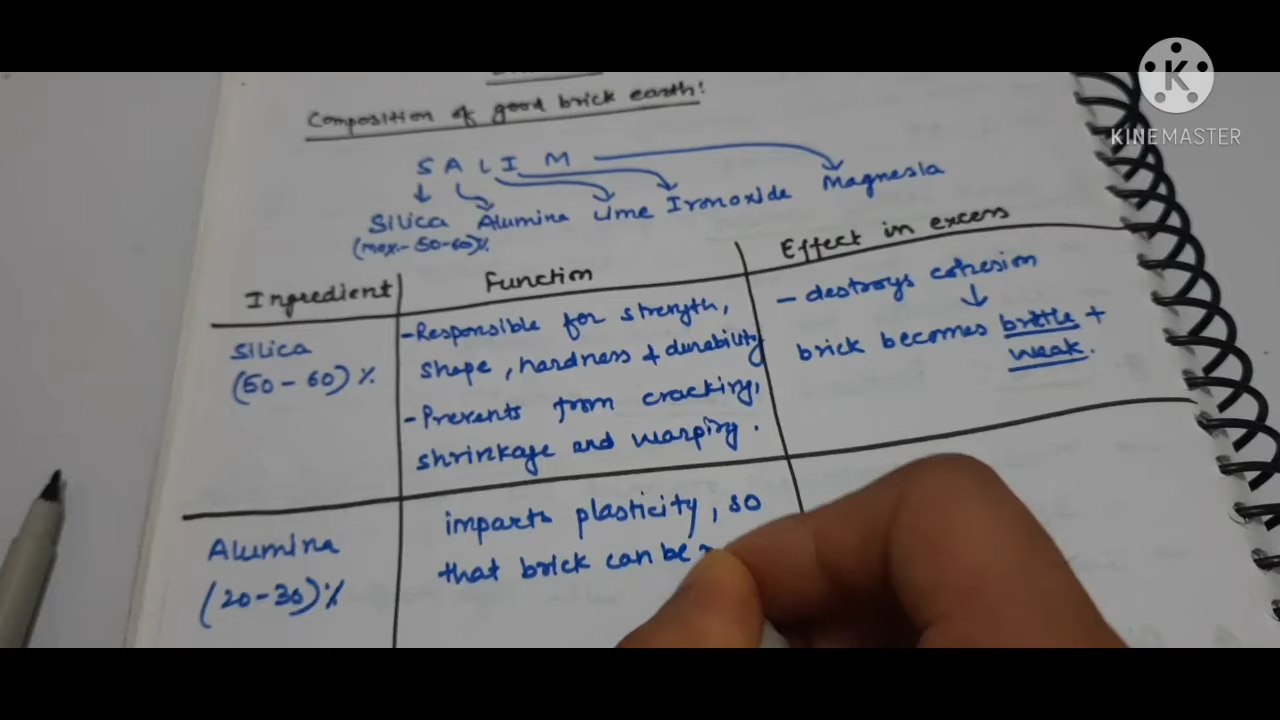 Composition of good brick earth:
S A L I M
Silica Alumina Lime Ironoxide Magnesia
(max.-50-60)%
Ingredient Function Effect in excess
Silica
(50-60)%
-Responsible for strength,
shape, hardness & durability
-Prevents from cracking,
shrinkage and warping.
- destroys cohesion
↓
brick becomes brittle +
weak.
Alumina
(20-30)%
imparts plasticity, so
that brick can be
K
KINEMASTER